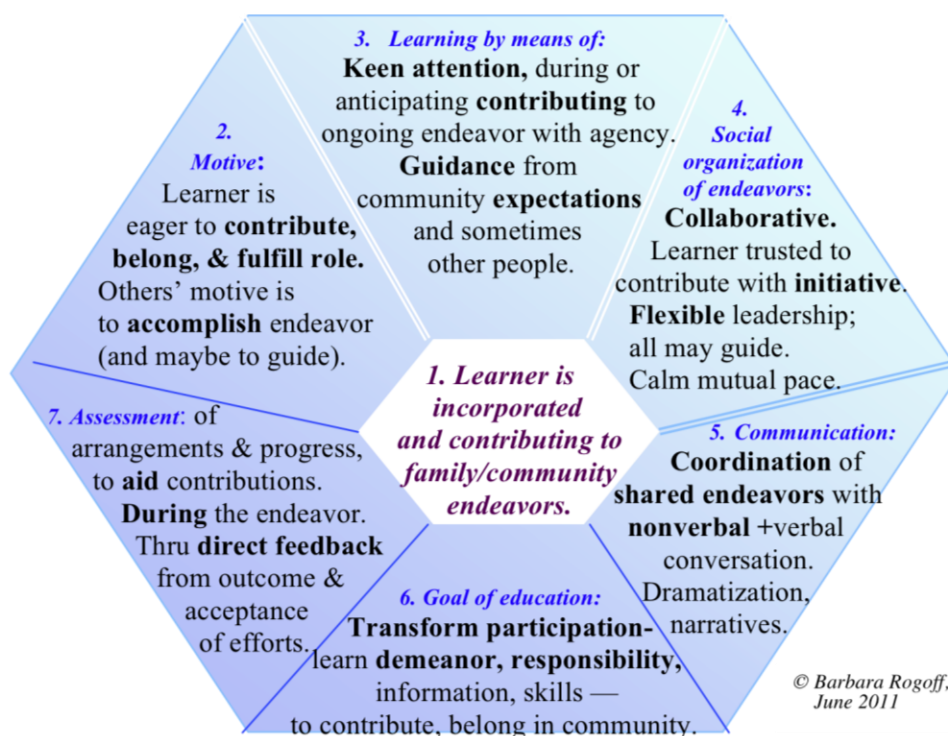 1. Learner is
incorporated
and contributing to
family/community
endeavors.
2.
Motive:
Learner is
eager to contribute,
belong, & fulfill role.
Others' motive is
to accomplish endeavor
(and maybe to guide).
3. Learning by means of:
Keen attention, during or
anticipating contributing to
ongoing endeavor with agency.
Guidance from
community expectations
and sometimes
other people.
4.
Social
organization
of endeavors:
Collaborative.
Learner trusted to
contribute with initiative.
Flexible leadership;
all may guide.
Calm mutual pace.
5. Communication:
Coordination of
shared endeavors with
nonverbal +verbal
conversation.
Dramatization,
narratives.
6. Goal of education:
Transform participation-
learn demeanor, responsibility,
information, skills —
to contribute, belong in community.
7. Assessment: of
arrangements & progress,
to aid contributions.
During the endeavor.
Thru direct feedback
from outcome &
acceptance
of efforts.
© Barbara Rogoff,
June 2011